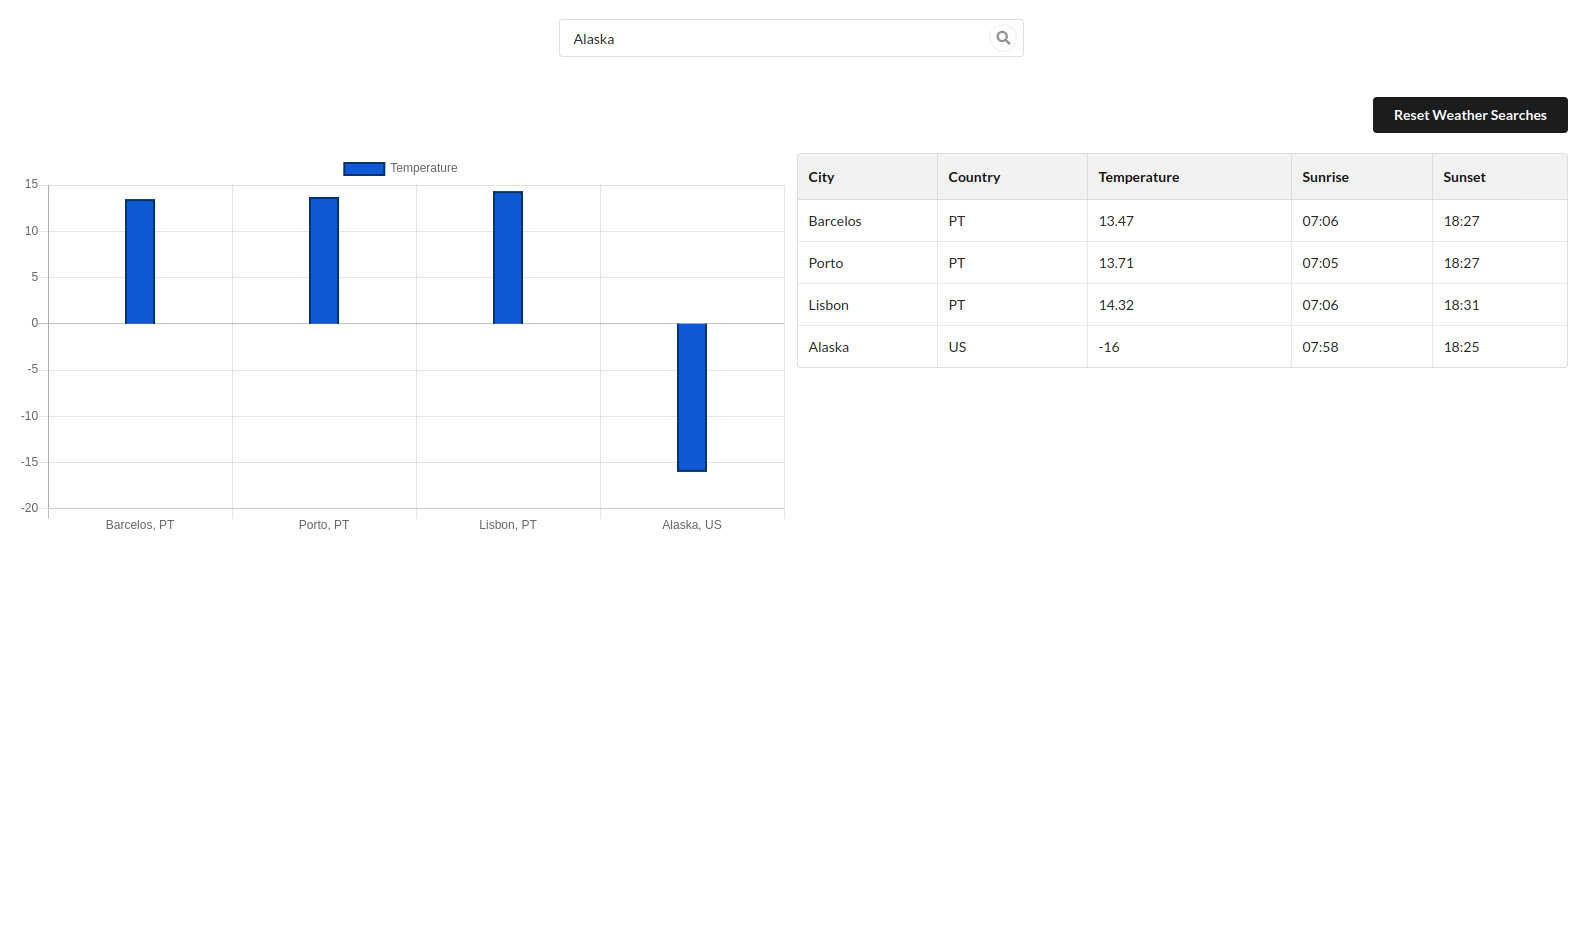 Alaska
Reset Weather Searches
Temperature
15
10
5
0
-5
-10
-15
-20
Barcelos, PT Porto, PT Lisbon, PT Alaska, US
City Country Temperature Sunrise Sunset
Barcelos PT 13.47 07:06 18:27
Porto PT 13.71 07:05 18:27
Lisbon PT 14.32 07:06 18:31
Alaska US -16 07:58 18:25